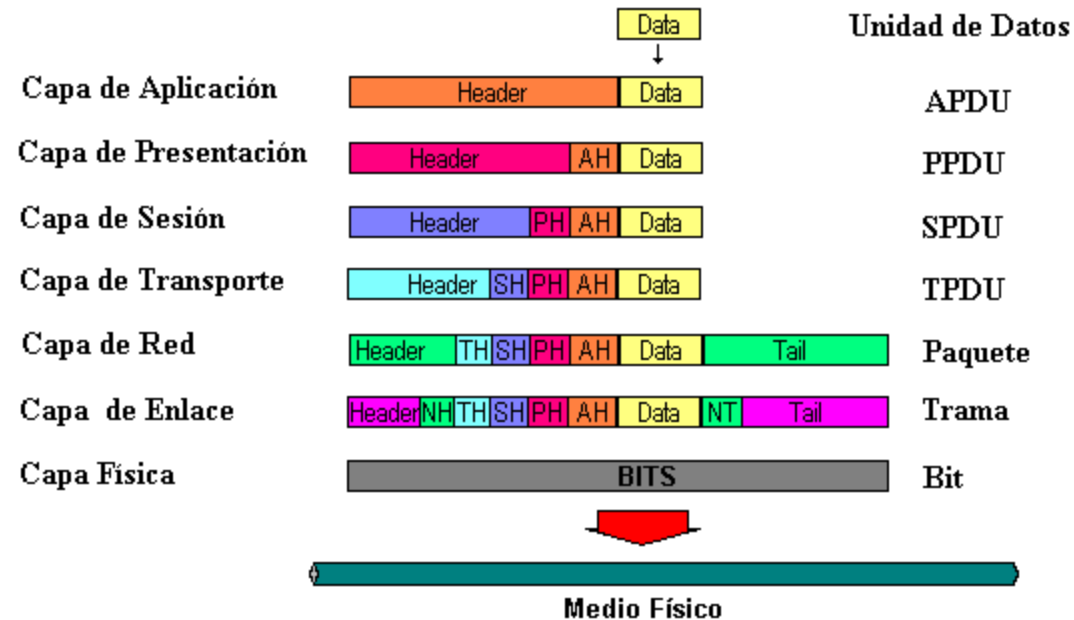 Data Unidad de Datos
Capa de Aplicación Header Data APDU
Capa de Presentación Header AH Data PPDU
Capa de Sesión Header PH AH Data SPDU
Capa de Transporte Header SH PH AH Data TPDU
Capa de Red Header TH SH PH AH Data Tail Paquete
Capa de Enlace Header NH TH SH PH AH Data NT Tail Trama
Capa Física BITS Bit
Medio Físico